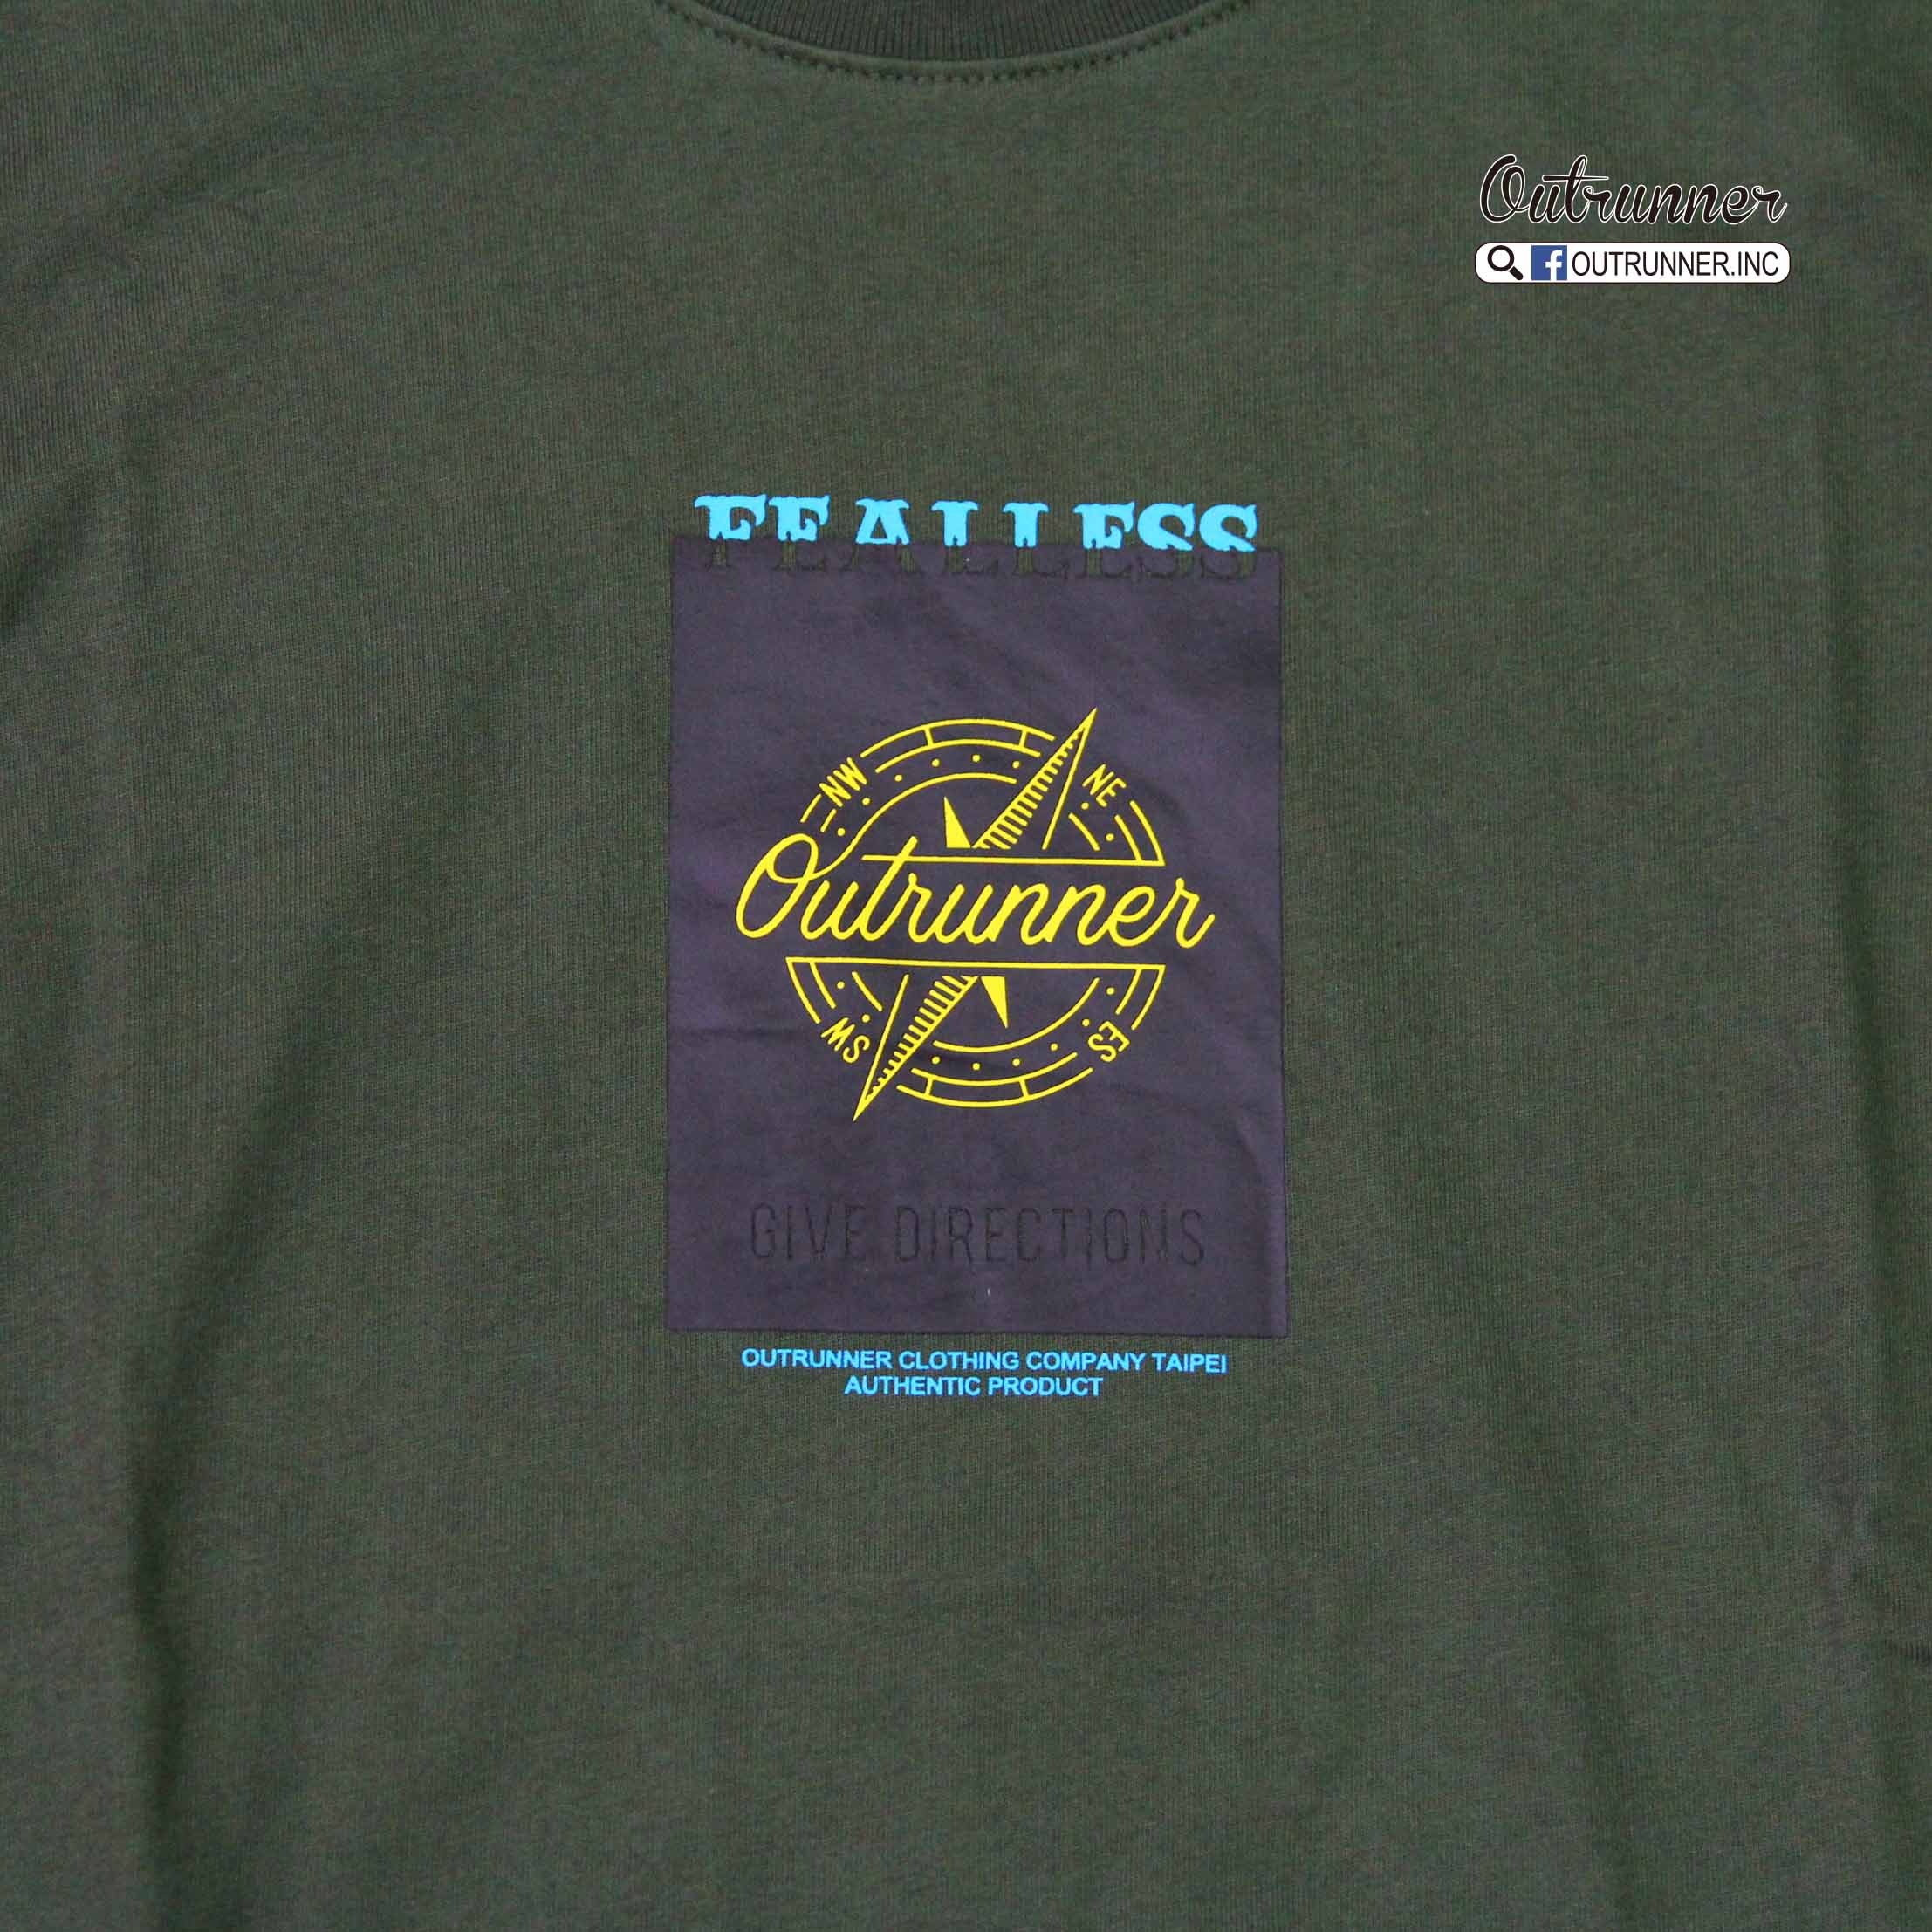 Outrunner
OUTRUNNER.INC
FEALLESS
NW
NE
Outrunner
SW
ES
GIVE DIRECTIONS
OUTRUNNER CLOTHING COMPANY TAIPEI
AUTHENTIC PRODUCT